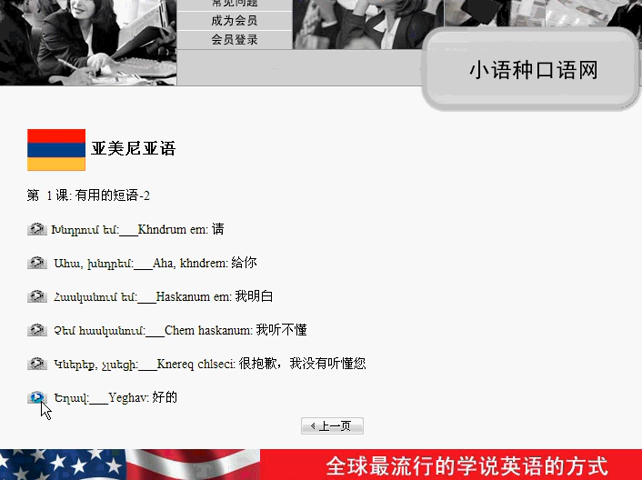 常见问题
成为会员
会员登录
小语种口语网
亚美尼亚语
第 1 课: 有用的短语-2
Խնդրում եմ:___Khndrum em: 请
Ահա, խնդրեմ:___Aha, khndrem: 给你
Հասկանում եմ:___Haskanum em: 我明白
Չեմ հասկանում:___Chem haskanum: 我听不懂
Կներեք, չլսեցի:___Knereq chlseci: 很抱歉，我没有听懂您
Եղավ:___Yeghav: 好的
上一页
全球最流行的学说英语的方式